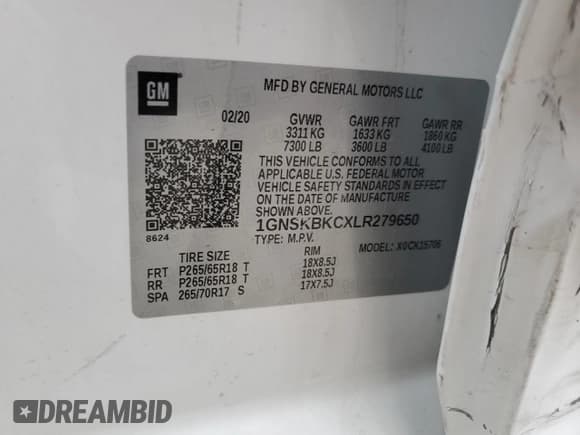 GM
MFD BY GENERAL MOTORS LLC
02/20 GVWR GAWR FRT GAWR RR
3311 KG 1633 KG 1860 KG
7300 LB 3600 LB 4100 LB
THIS VEHICLE CONFORMS TO ALL
APPLICABLE U.S. FEDERAL MOTOR
VEHICLE SAFETY STANDARDS IN EFFECT
ON THE DATE OF MANUFACTURE
SHOWN ABOVE.
1GNSKBKCXLR279650
8624 TYPE: M.P.V. MODEL: X0CK15706
TIRE SIZE RIM
FRT P265/65R18 T 18X8.5J
RR P265/65R18 T 18X8.5J
SPA 265/70R17 S 17X7.5J
DREAMBID